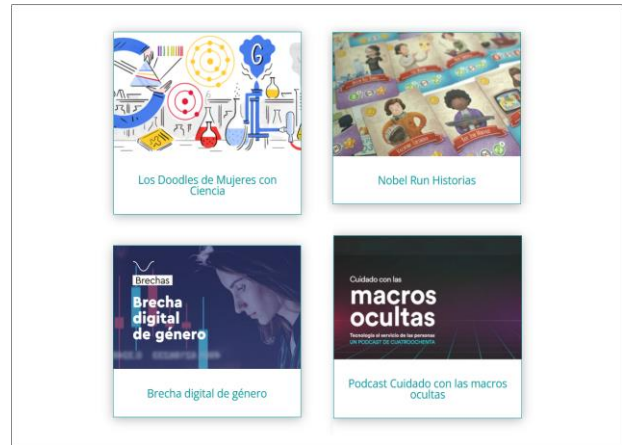 G
Los Doodles de Mujeres con
Ciencia
Nobel Run Historias
Brechas
Brecha
digital
de género
Brecha digital de género
Cuidado con las
macros
ocultas
Tecnología al servicio de las personas
UN PODCAST DE CUATROOCHENTA
Podcast Cuidado con las macros
ocultas